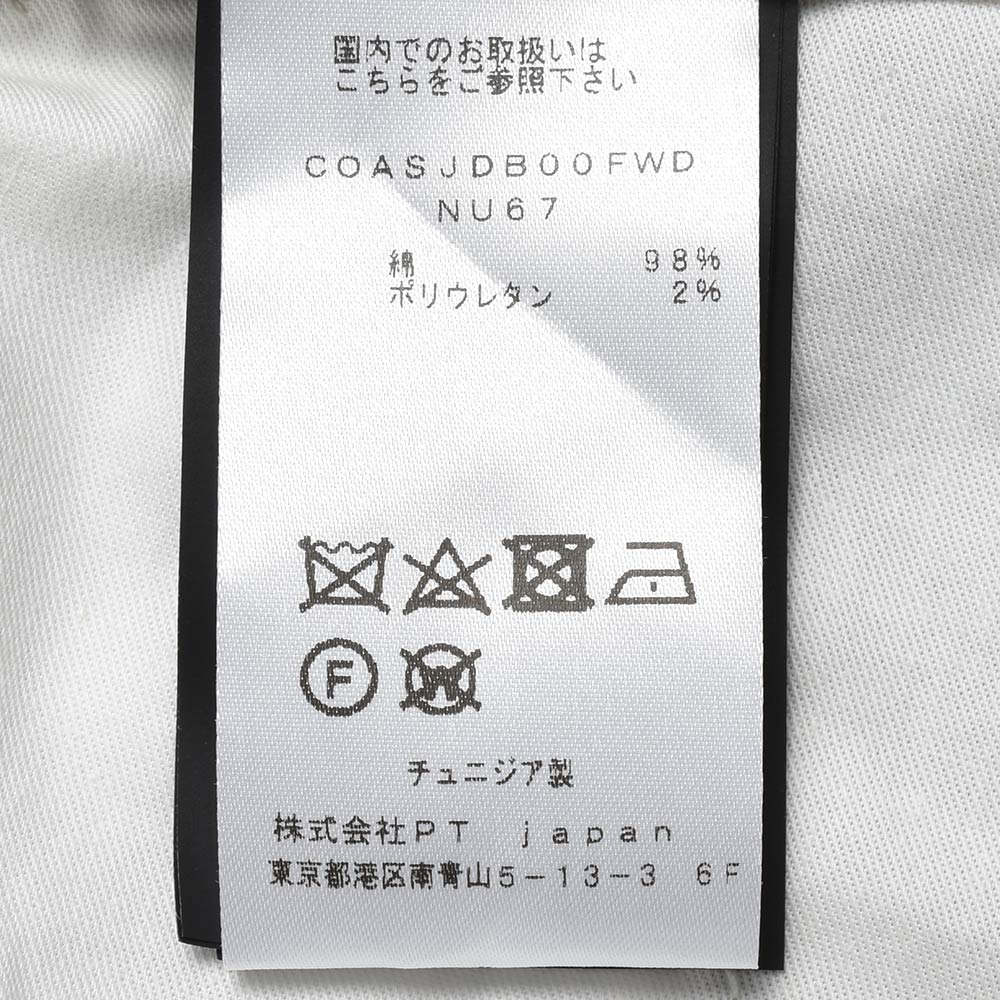 国内でのお取扱いは
こちらをご参照下さい
COASJDB00FWD
NU67
綿 98%
ポリウレタン 2%
F
W
チュニジア製
株式会社PT japan
東京都港区南青山5-13-3 6F